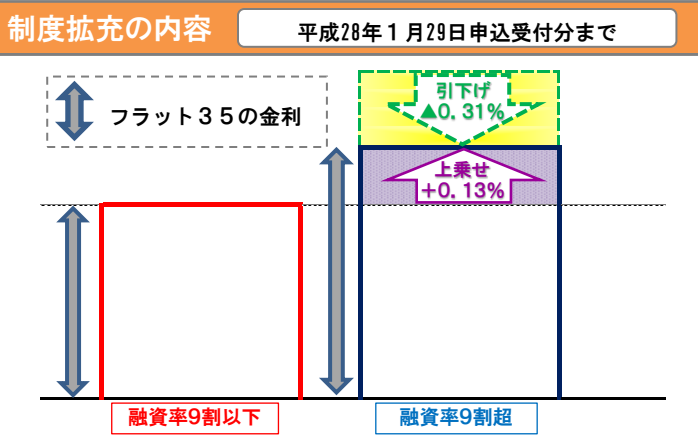 制度拡充の内容
平成28年1月29日申込受付分まで
フラット35の金利
引下げ
▲0.31%
上乗せ
+0.13%
融資率9割以下
融資率9割超